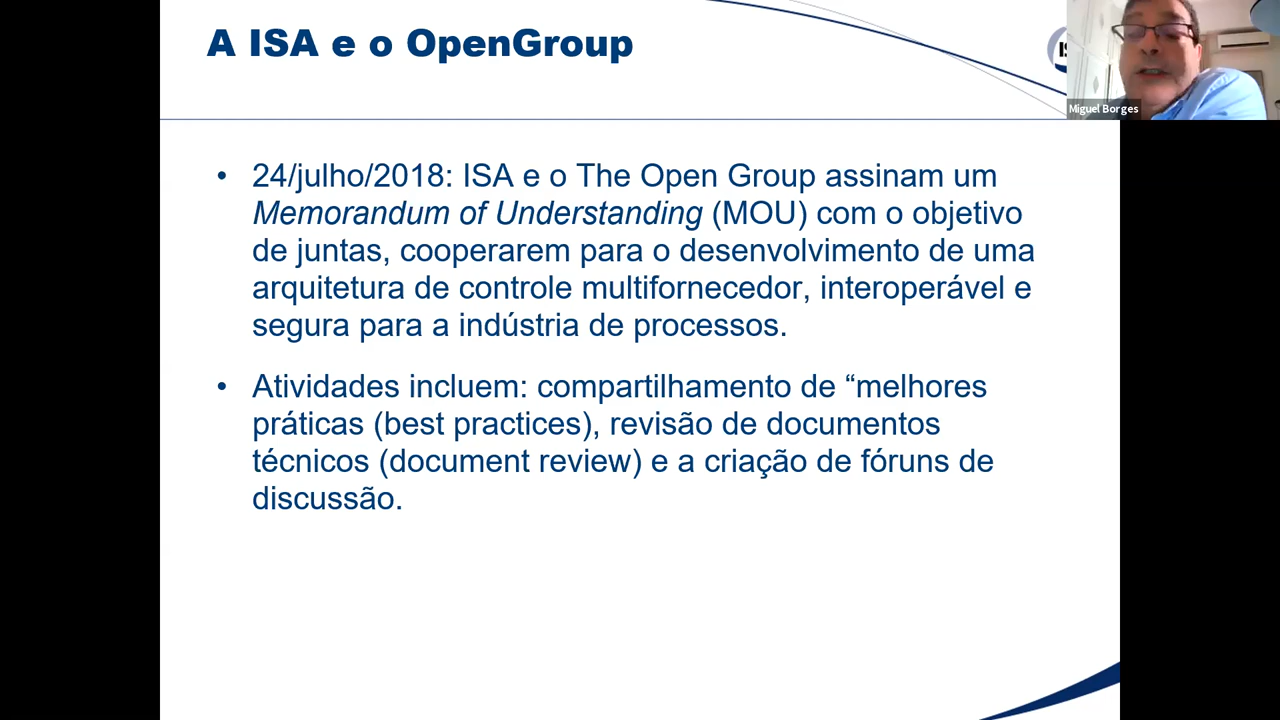 A ISA e o OpenGroup
IS
Miguel Borges
• 24/julho/2018: ISA e o The Open Group assinam um
Memorandum of Understanding (MOU) com o objetivo
de juntas, cooperarem para o desenvolvimento de uma
arquitetura de controle multifornecedor, interoperável e
segura para a indústria de processos.
• Atividades incluem: compartilhamento de “melhores
práticas (best practices), revisão de documentos
técnicos (document review) e a criação de fóruns de
discussão.